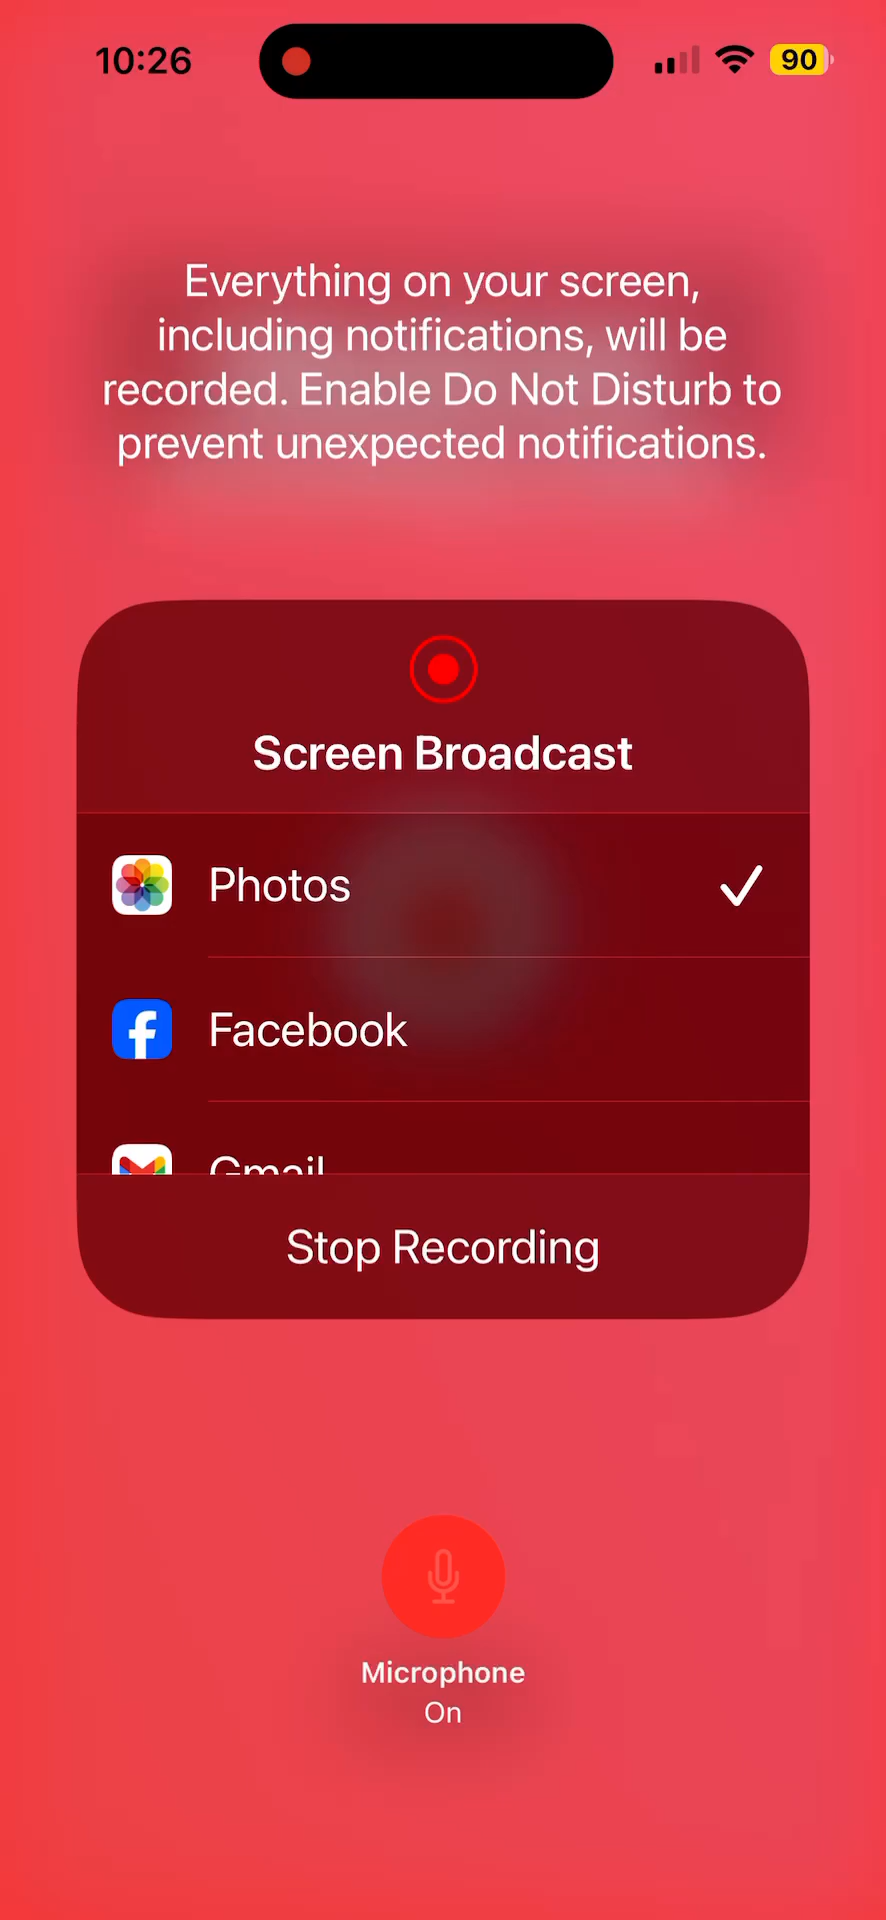 10:26
90
Everything on your screen,
including notifications, will be
recorded. Enable Do Not Disturb to
prevent unexpected notifications.
Screen Broadcast
Photos
Facebook
Gmail
Stop Recording
Microphone
On